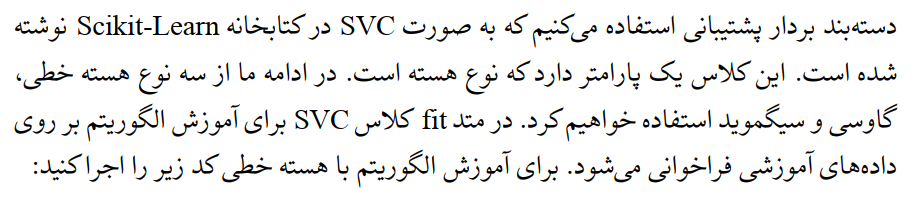 دسته‌بند بردار پشتیبانی استفاده می‌کنیم که به صورت SVC در کتابخانه Scikit-Learn نوشته
شده است. این کلاس یک پارامتر دارد که نوع هسته است. در ادامه ما از سه نوع هسته خطی،
گاوسی و سیگموید استفاده خواهیم کرد. در متد fit کلاس SVC برای آموزش الگوریتم بر روی
داده‌های آموزشی فراخوانی می‌شود. برای آموزش الگوریتم با هسته خطی کد زیر را اجرا کنید: